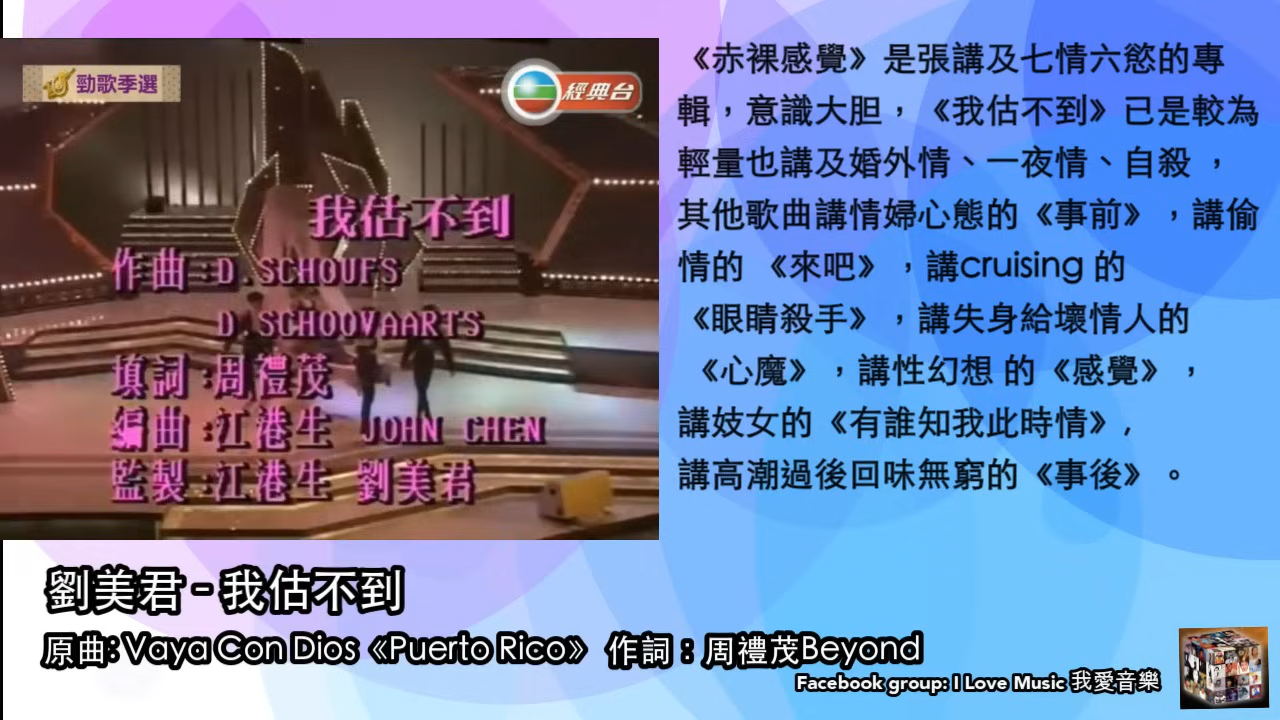 勁歌季選
經典台
我估不到
作曲:D.SCHOUFS
D.SCHOOVAARTS
填詞:周禮茂
編曲:江港生 JOHN CHEN
監製:江港生 劉美君
《赤裸感覺》是張講及七情六慾的專
輯，意識大胆，《我估不到》已是較為
輕量也講及婚外情、一夜情、自殺 ，
其他歌曲講情婦心態的《事前》，講偷
情的 《來吧》 ，講cruising 的
《眼睛殺手》，講失身給壞情人的
《心魔》，講性幻想 的《感覺》，
講妓女的《有誰知我此時情》,
講高潮過後回味無窮的《事後》。
劉美君 - 我估不到
原曲: Vaya Con Dios《Puerto Rico》 作詞：周禮茂Beyond
Facebook group: I Love Music 我愛音樂